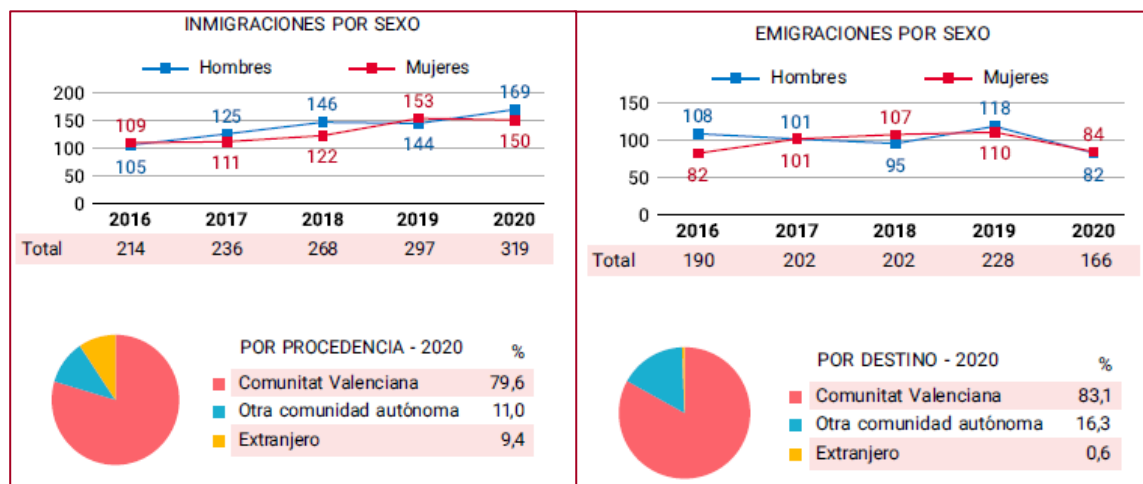 INMIGRACIONES POR SEXO
Hombres Mujeres
200
150
100
50
0
109 125 146 153 169
105 111 122 144 150
2016 2017 2018 2019 2020
Total 214 236 268 297 319
POR PROCEDENCIA - 2020 %
Comunitat Valenciana 79,6
Otra comunidad autónoma 11,0
Extranjero 9,4
EMIGRACIONES POR SEXO
Hombres Mujeres
150
100
50
0
108 101 107 118 84
82 101 95 110 82
2016 2017 2018 2019 2020
Total 190 202 202 228 166
POR DESTINO - 2020 %
Comunitat Valenciana 83,1
Otra comunidad autónoma 16,3
Extranjero 0,6